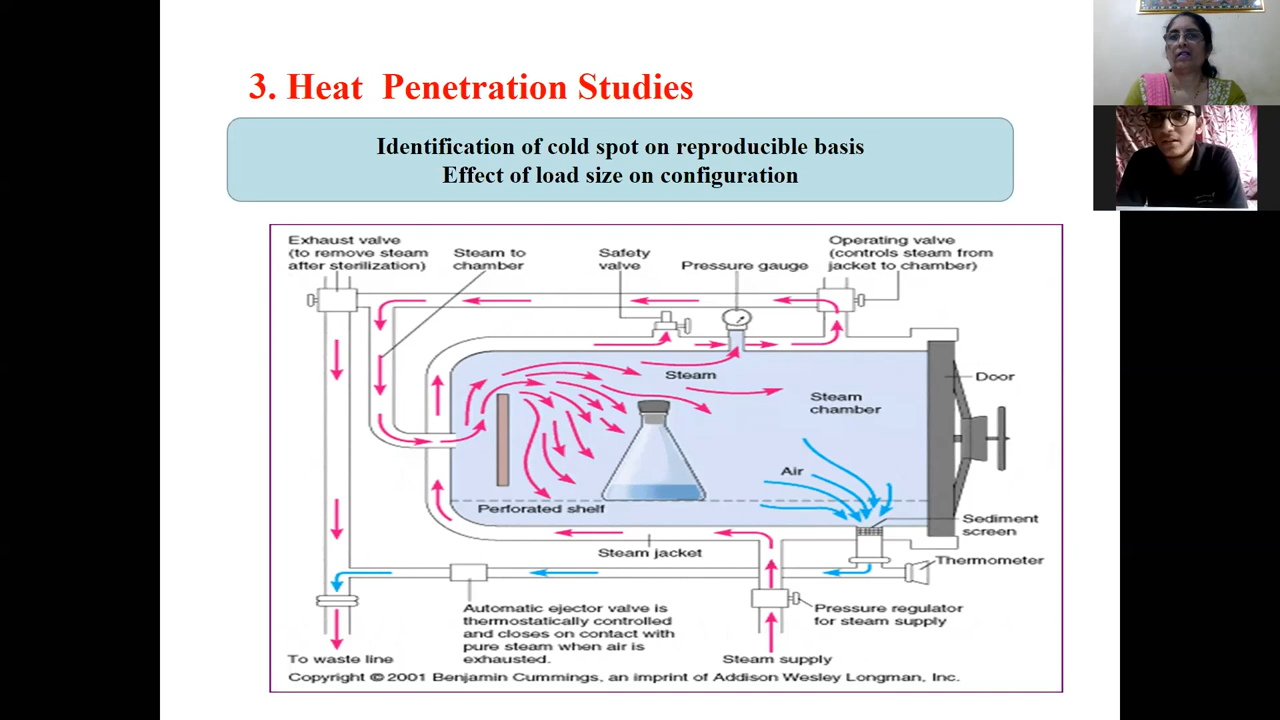 3. Heat Penetration Studies
Identification of cold spot on reproducible basis
Effect of load size on configuration
Exhaust valve
(to remove steam
after sterilization)
Steam to
chamber
Safety
valve
Pressure gauge
Operating valve
(controls steam from
jacket to chamber)
Steam
Steam
chamber
Door
Air
Perforated shelf
Sediment
screen
Steam jacket
Thermometer
Automatic ejector valve is
thermostatically controlled
and closes on contact with
pure steam when air is
exhausted.
Pressure regulator
for steam supply
To waste line
Steam supply
Copyright © 2001 Benjamin Cummings, an imprint of Addison Wesley Longman, Inc.